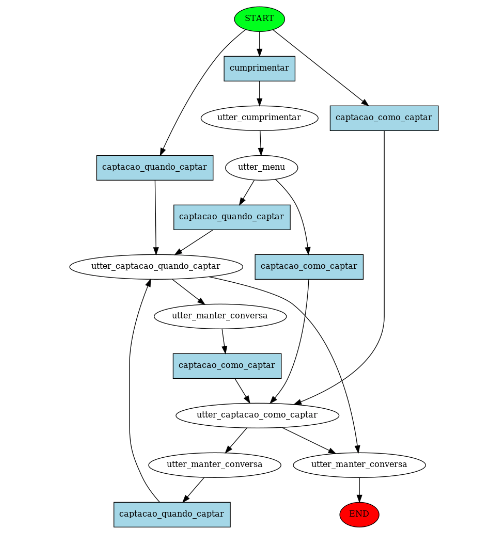 START
cumprimentar
utter_cumprimentar
captacao_como_captar
captacao_quando_captar
utter_menu
captacao_quando_captar
utter_captacao_quando_captar
captacao_como_captar
utter_manter_conversa
captacao_como_captar
utter_captacao_como_captar
utter_manter_conversa
utter_manter_conversa
captacao_quando_captar
END